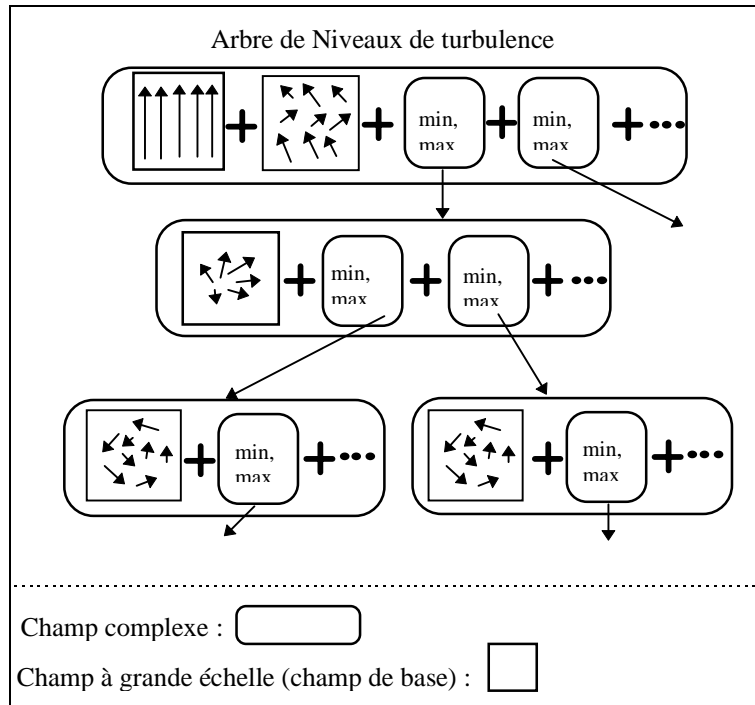 Arbre de Niveaux de turbulence
min,
max
min,
max
min,
max
min,
max
min,
max
min,
max
Champ complexe :
Champ à grande échelle (champ de base) :